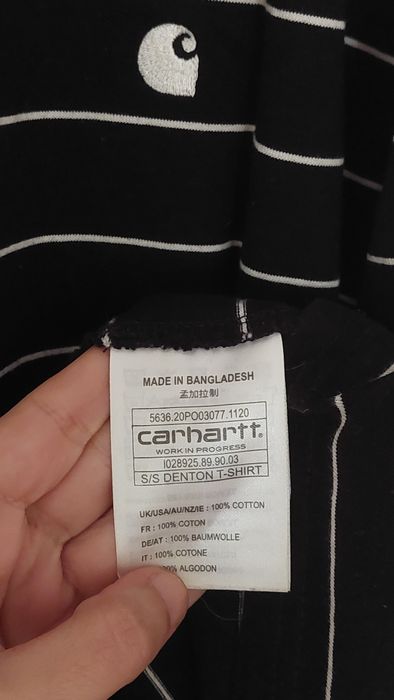 MADE IN BANGLADESH
孟加拉制
5636.20PO03077.1120
carhartt.
WORK IN PROGRESS
I028925.89.90.03
S/S DENTON T-SHIRT
UK/USA/AU/NZ/IE : 100% COTTON
FR : 100% COTON
DE/AT : 100% BAUMWOLLE
IT : 100% COTONE
100% ALGODON